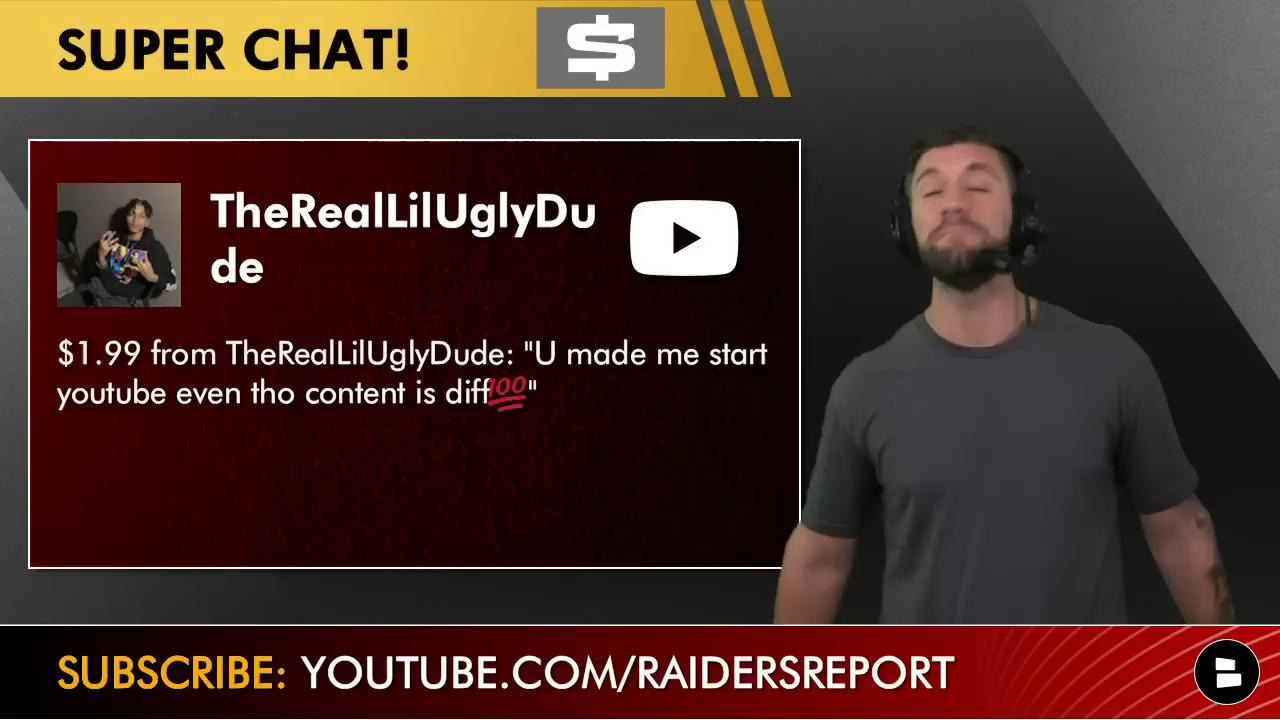 SUPER CHAT!
TheRealLilUglyDu
de
$1.99 from TheRealLilUglyDude: "U made me start
youtube even tho content is diff💯"
SUBSCRIBE: YOUTUBE.COM/RAIDERSREPORT